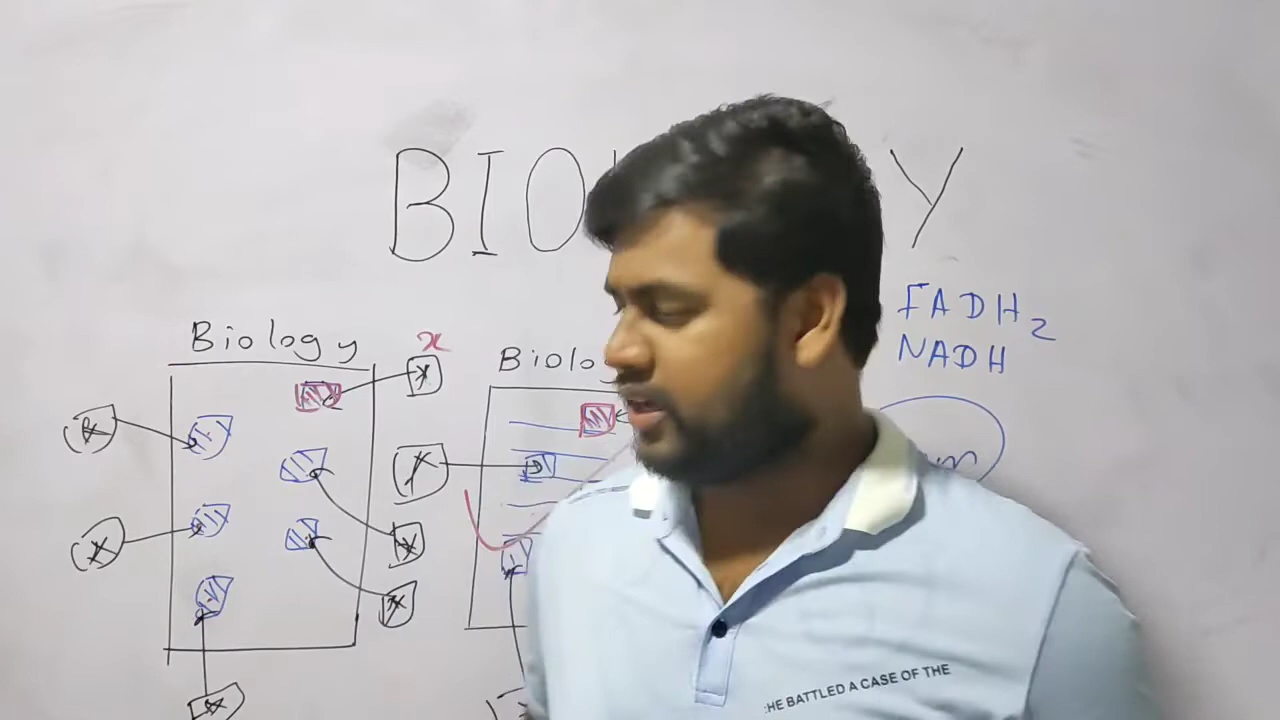 BIO Y
Biology
x
Biolo
FADH2
NADH
HE BATTLED A CASE OF THE